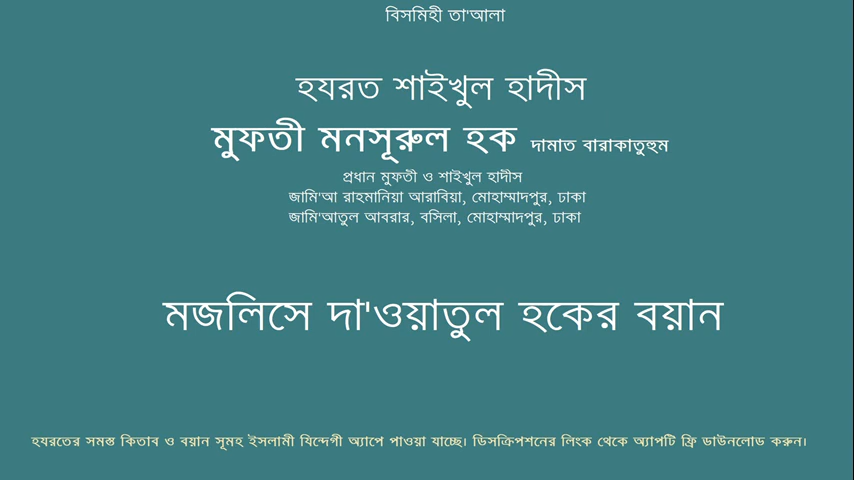 বিসমিহী তা'আলা
হযরত শাইখুল হাদীস
মুফতী মনসূরুল হক দামাত বারাকাতুহুম
প্রধান মুফতী ও শাইখুল হাদীস
জামি'আ রাহমানিয়া আরাবিয়া, মোহাম্মাদপুর, ঢাকা
জামি'আতুল আবরার, বসিলা, মোহাম্মাদপুর, ঢাকা
মজলিসে দা'ওয়াতুল হকের বয়ান
হযরতের সমস্ত কিতাব ও বয়ান সূমহ ইসলামী যিন্দেগী অ্যাপে পাওয়া যাচ্ছে। ডিসক্রিপশনের লিংক থেকে অ্যাপটি ফ্রি ডাউনলোড করুন।